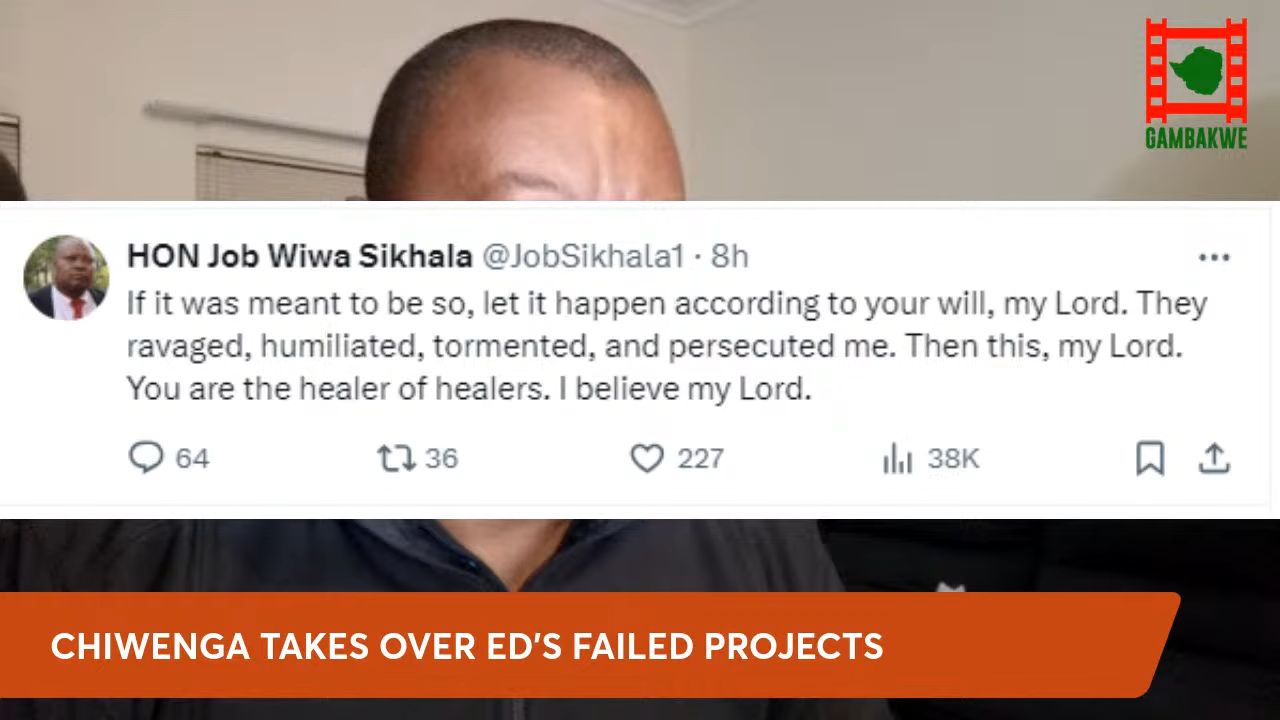 GAMBAKWE
HON Job Wiwa Sikhala @JobSikhala1 · 8h
If it was meant to be so, let it happen according to your will, my Lord. They
ravaged, humiliated, tormented, and persecuted me. Then this, my Lord.
You are the healer of healers. I believe my Lord.
64 36 227 38K
CHIWENGA TAKES OVER ED'S FAILED PROJECTS